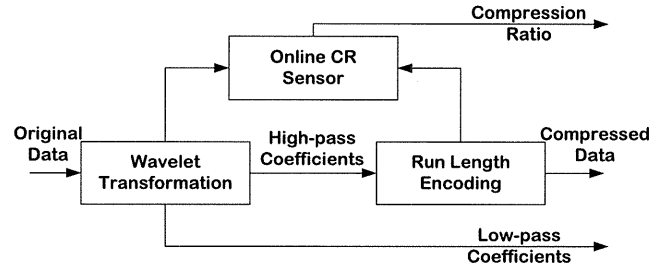 Compression
Ratio
Online CR
Sensor
Original
Data
Wavelet
Transformation
High-pass
Coefficients
Run Length
Encoding
Compressed
Data
Low-pass
Coefficients